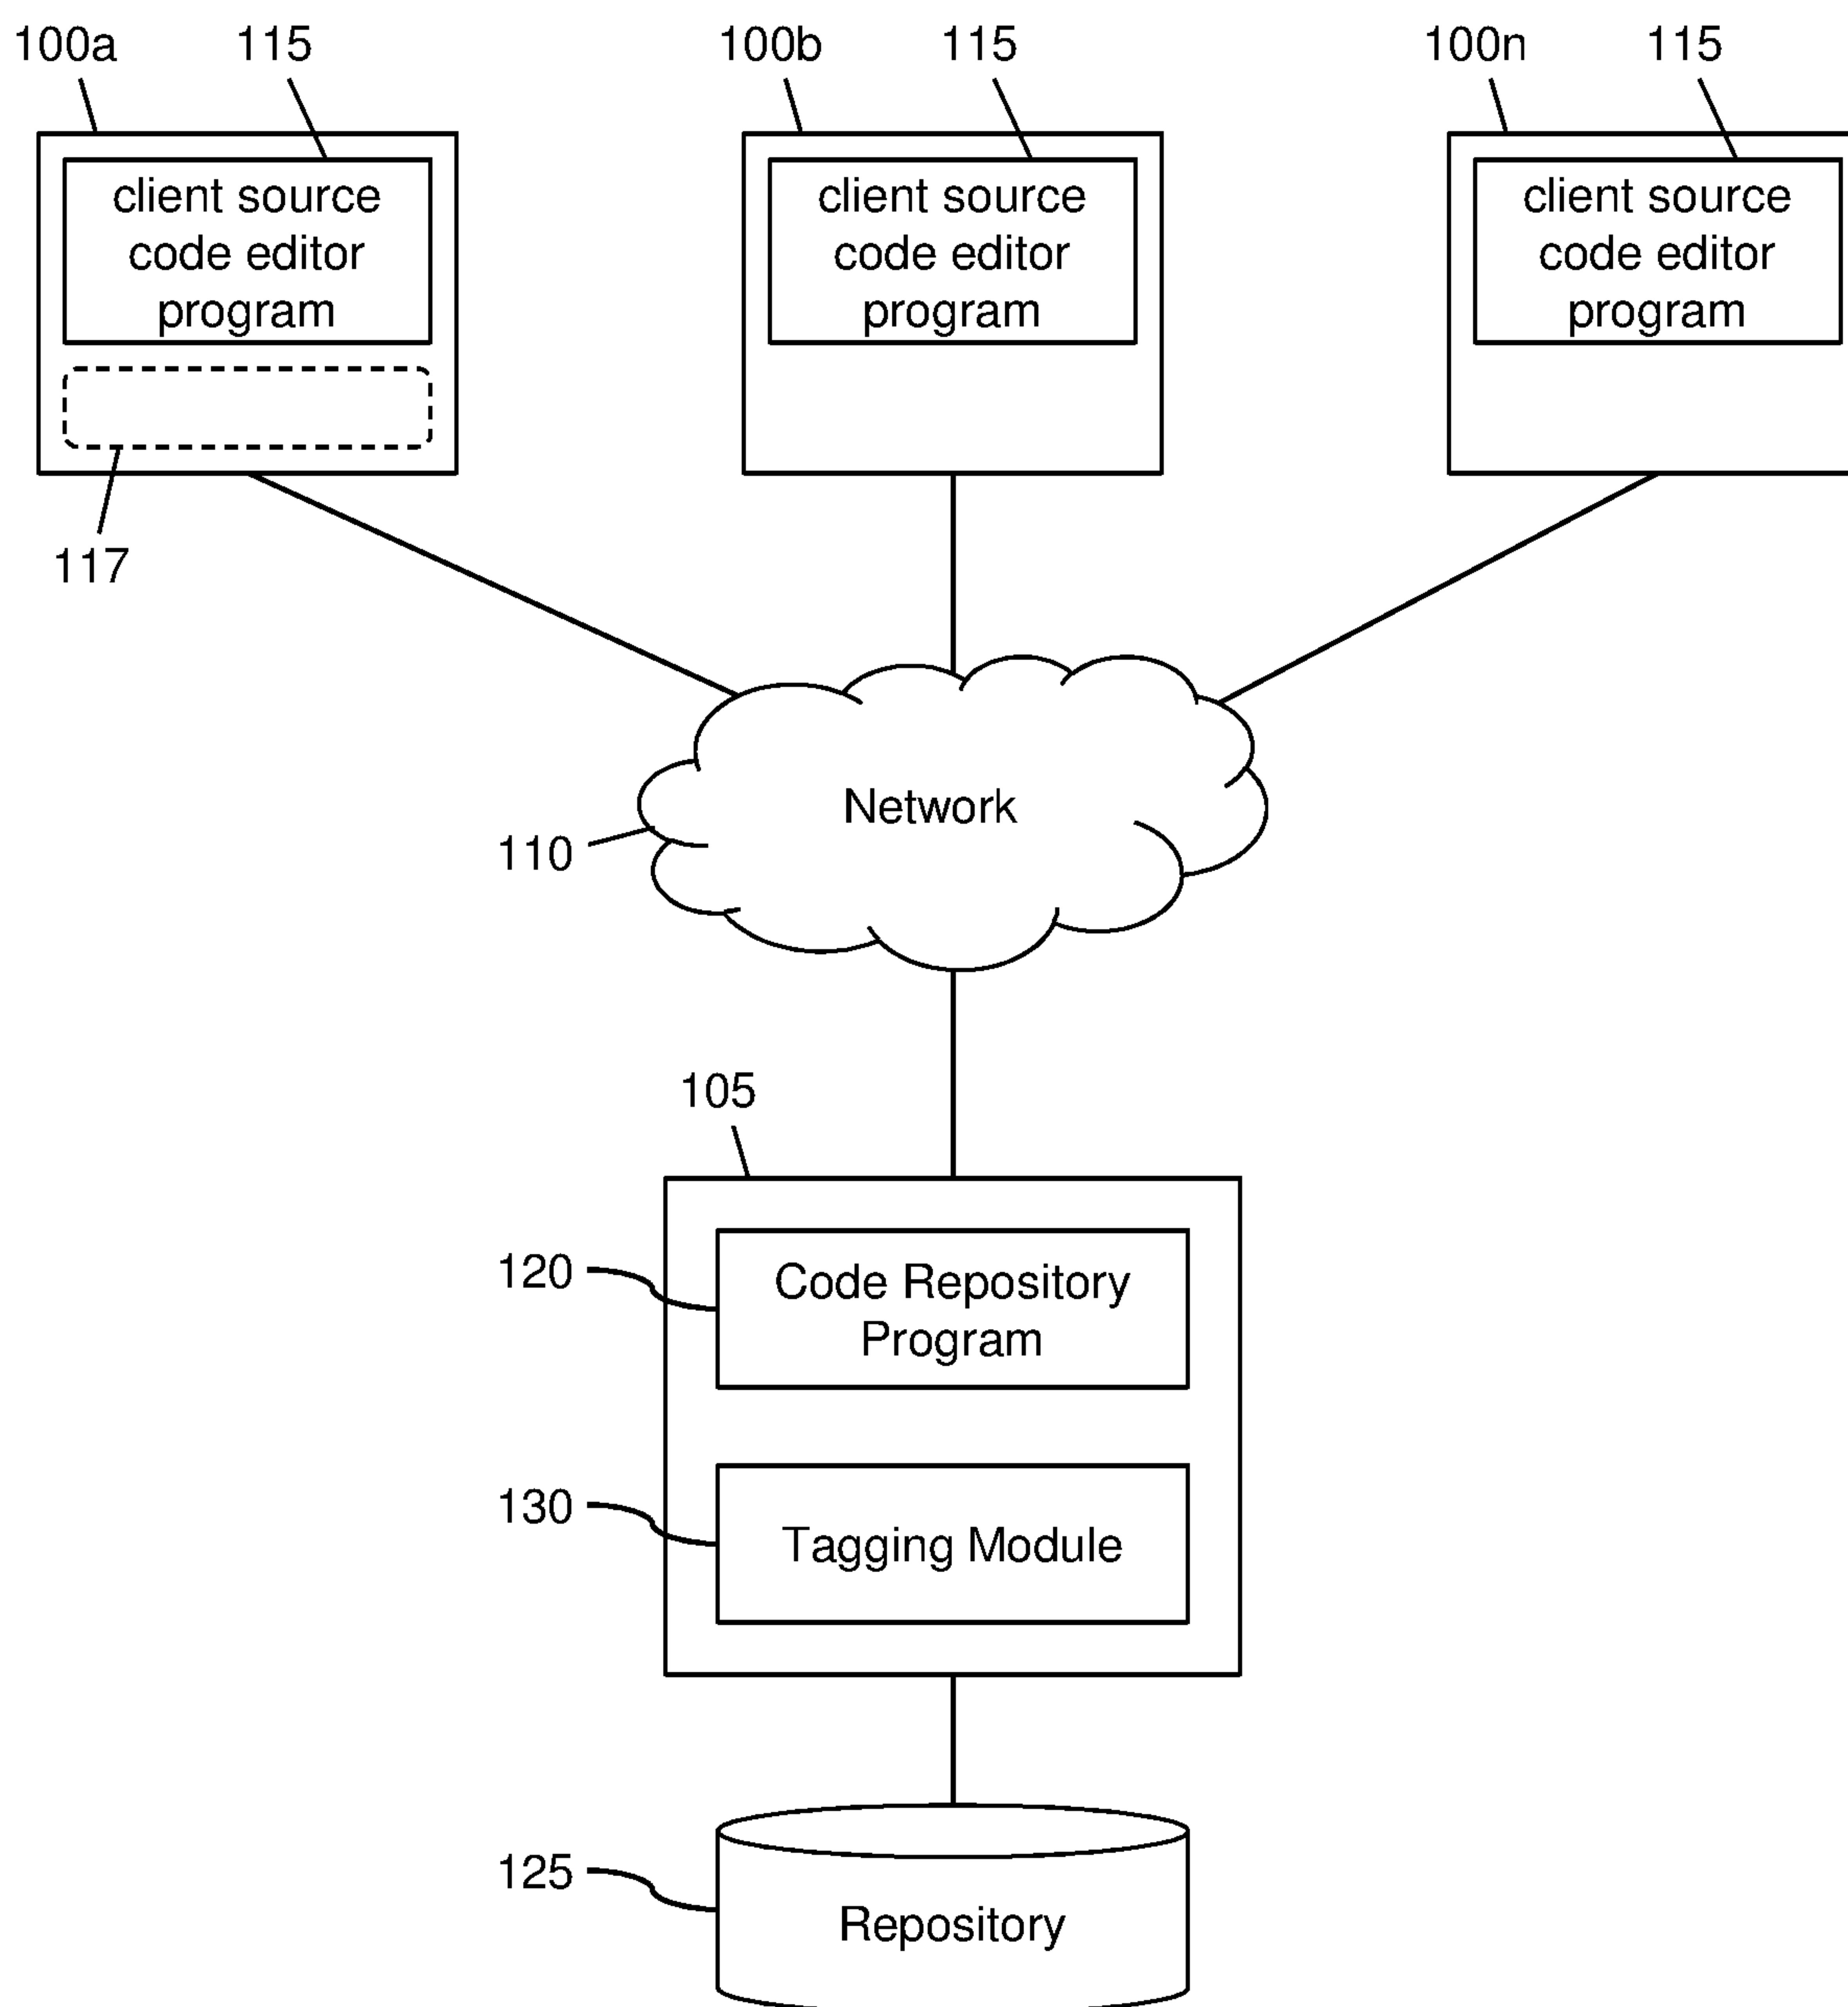 100a
115
100b
115
100n
115
client source
code editor
program
client source
code editor
program
client source
code editor
program
117
Network
110
105
120
Code Repository
Program
130
Tagging Module
125
Repository